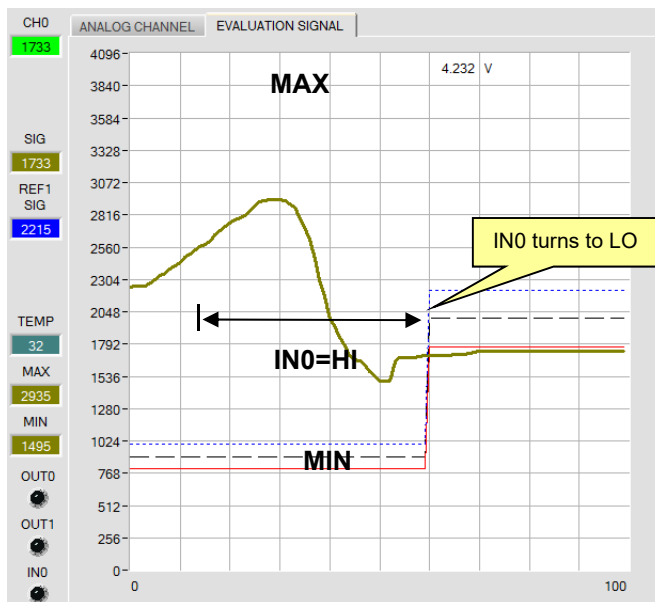 CH0
1733
SIG
1733
REF1
SIG
2215
TEMP
32
MAX
2935
MIN
1495
OUT0
OUT1
IN0
ANALOG CHANNEL
EVALUATION SIGNAL
4.232 V
4096
3840
3584
3328
3072
2816
2560
2304
2048
1792
1536
1280
1024
768
512
256
0
0
100
MAX
IN0 turns to LO
IN0=HI
MIN